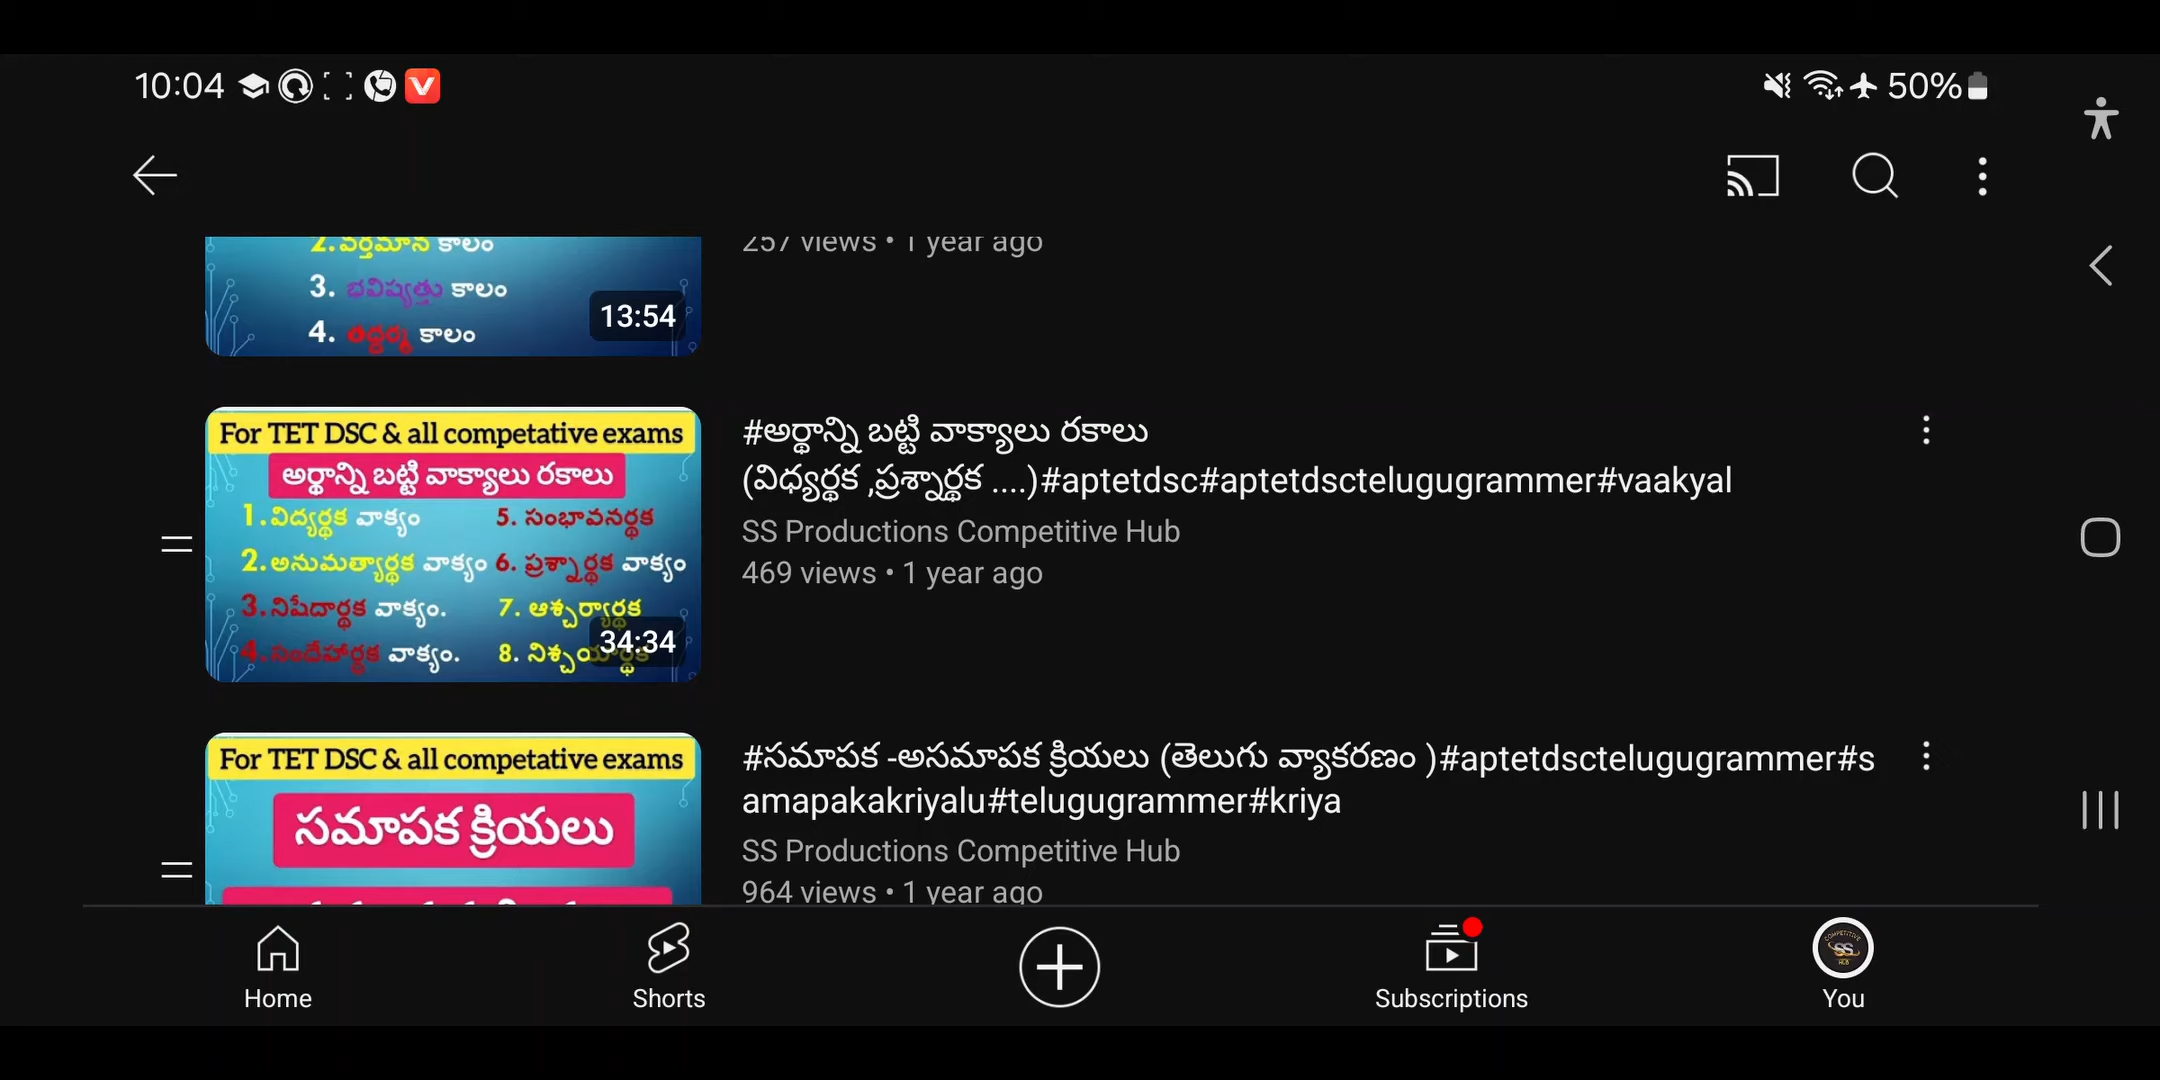 10:04
50%
2.వర్తమాన కాలం
3. భవిష్యత్తు కాలం
4. తద్ధర్మ కాలం
13:54
257 views • 1 year ago
For TET DSC & all competative exams
అర్థాన్ని బట్టి వాక్యాలు రకాలు
1.విద్యర్థక వాక్యం
5. సంభావనర్థక
2.అనుమత్యార్థక వాక్యం
6. ప్రశ్నార్థక వాక్యం
3.నిషేదార్థక వాక్యం.
7. ఆశ్చర్యార్థక
4.సందేహార్థక వాక్యం.
8. నిశ్చయార్థక
34:34
#అర్థాన్ని బట్టి వాక్యాలు రకాలు
(విధ్యర్థక ,ప్రశ్నార్థక ....)#aptetdsc#aptetdsctelugugrammer#vaakyal
SS Productions Competitive Hub
469 views • 1 year ago
For TET DSC & all competative exams
సమాపక క్రియలు
#సమాపక -అసమాపక క్రియలు (తెలుగు వ్యాకరణం )#aptetdsctelugugrammer#s
amapakakriyalu#telugugrammer#kriya
SS Productions Competitive Hub
964 views • 1 year ago
Home
Shorts
Subscriptions
COMPETITIVE
SS
HUB
You